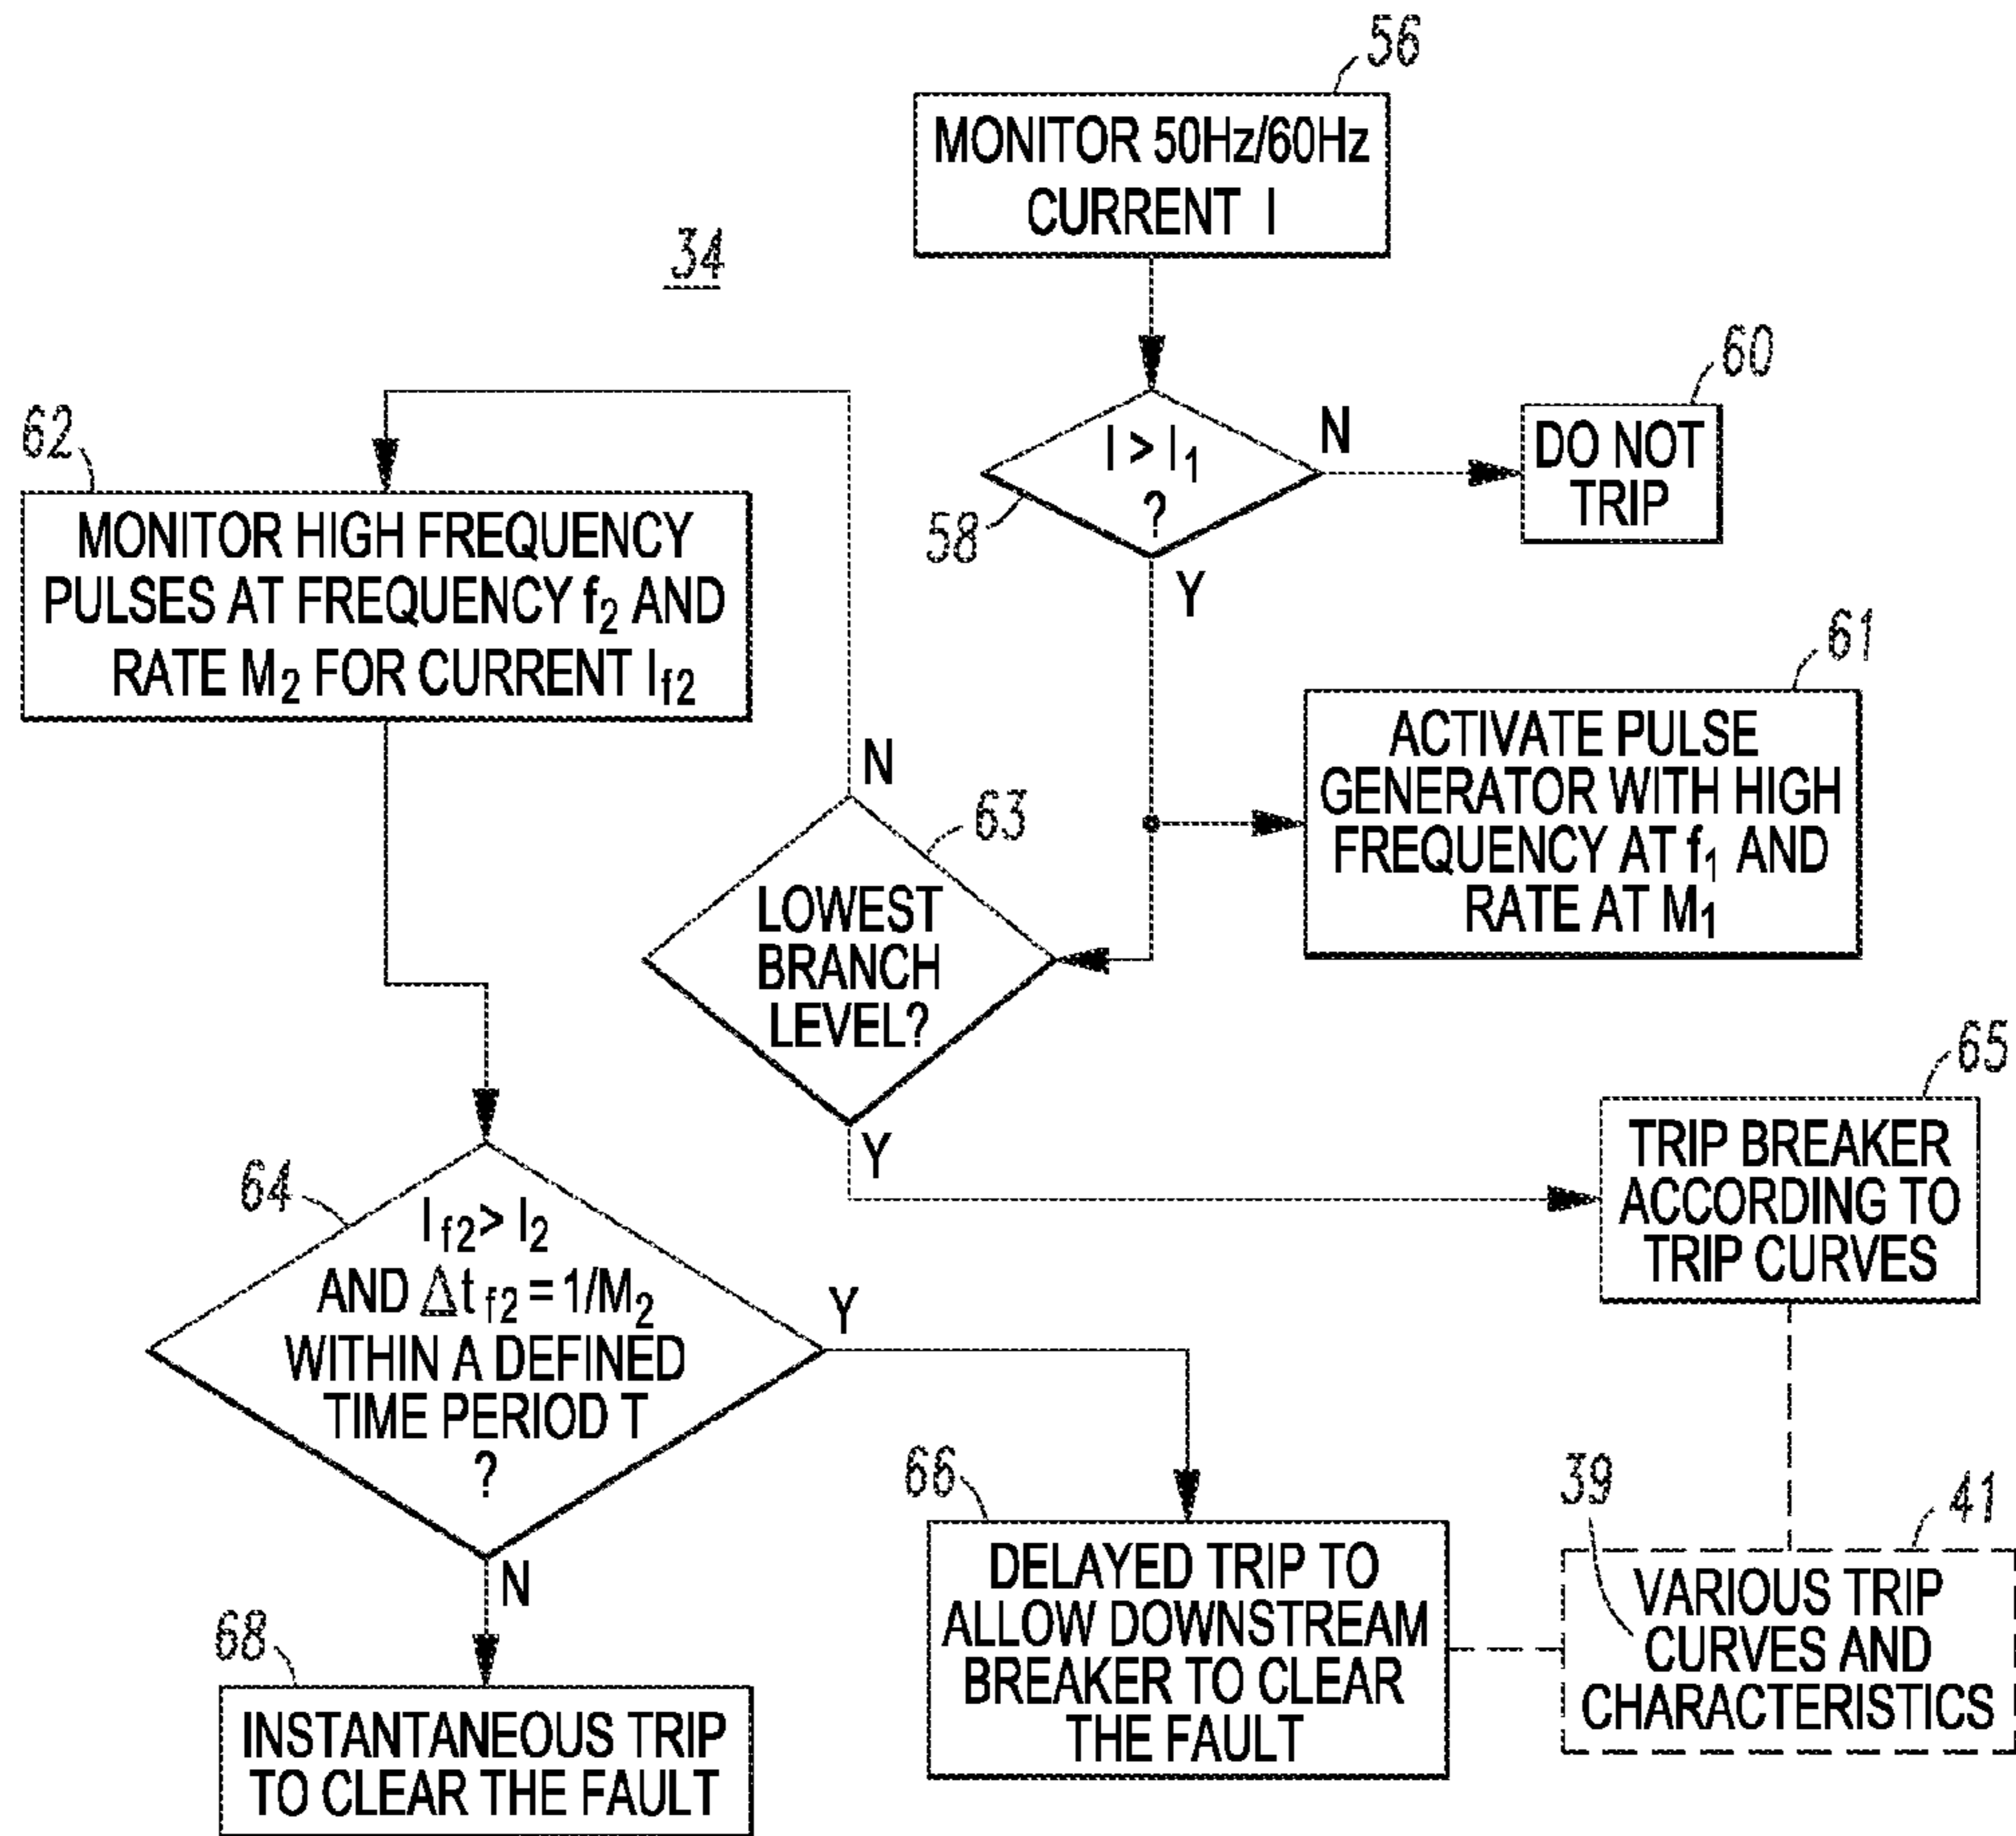 56
MONITOR 50Hz/60Hz
CURRENT I
34
60
I > I1
?
N
DO NOT
TRIP
58
Y
62
MONITOR HIGH FREQUENCY
PULSES AT FREQUENCY f2 AND
RATE M2 FOR CURRENT If2
61
ACTIVATE PULSE
GENERATOR WITH HIGH
FREQUENCY AT f1 AND
RATE AT M1
N
63
LOWEST
BRANCH
LEVEL?
Y
65
TRIP BREAKER
ACCORDING TO
TRIP CURVES
64
If2 > I2
AND Δtf2 = 1/M2
WITHIN A DEFINED
TIME PERIOD T
?
Y
N
66
DELAYED TRIP TO
ALLOW DOWNSTREAM
BREAKER TO CLEAR
THE FAULT
39
41
VARIOUS TRIP
CURVES AND
CHARACTERISTICS
68
INSTANTANEOUS TRIP
TO CLEAR THE FAULT